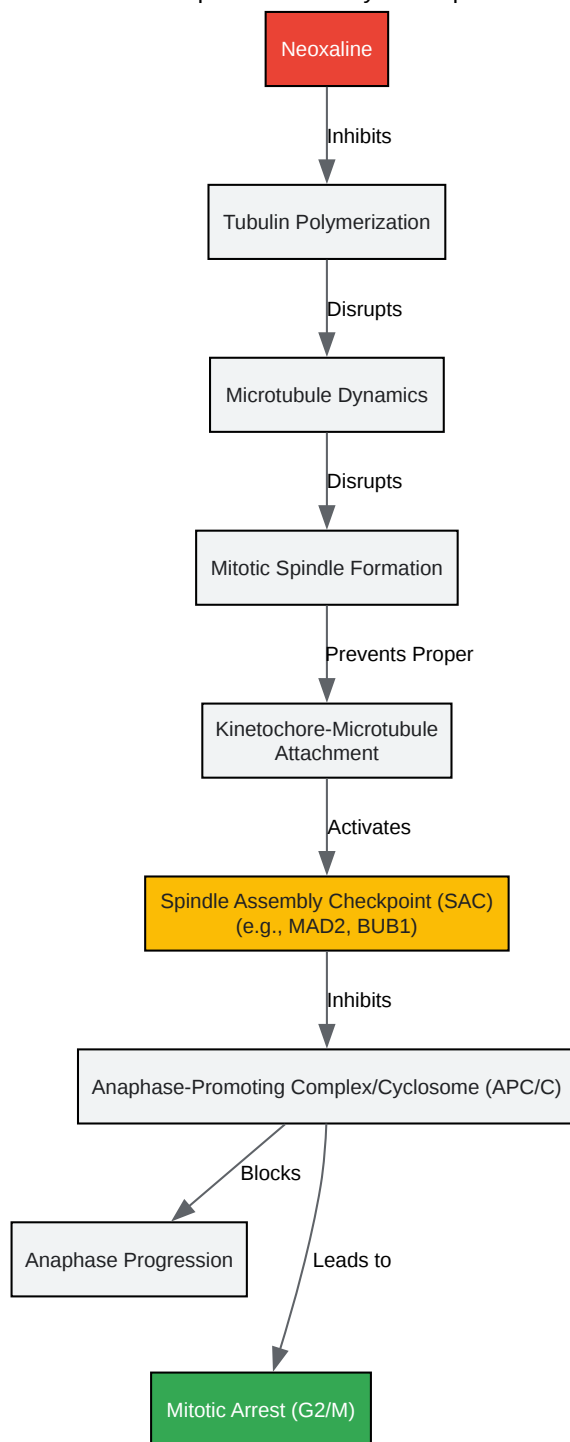 Neoxaline
Inhibits
Tubulin Polymerization
Disrupts
Microtubule Dynamics
Disrupts
Mitotic Spindle Formation
Prevents Proper
Kinetochore-Microtubule
Attachment
Activates
Spindle Assembly Checkpoint (SAC)
(e.g., MAD2, BUB1)
Inhibits
Anaphase-Promoting Complex/Cyclosome (APC/C)
Blocks
Anaphase Progression
Leads to
Mitotic Arrest (G2/M)